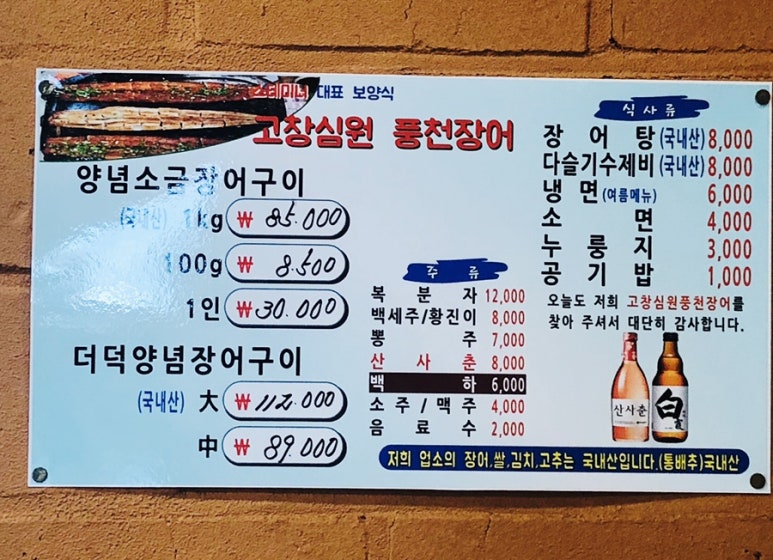 스테미너 대표 보양식
고창심원 풍천장어
양념소금장어구이
(국내산) 1kg ₩ 85.000
100g ₩ 8.500
1인 ₩30.000
더덕양념장어구이
(국내산) 大 ₩112.000
中 ₩ 89.000
주 류
복 분 자 12,000
백세주/황진이 8,000
뽕 주 7,000
산 사 춘 8,000
백 하 6,000
소 주 / 맥 주 4,000
음 료 수 2,000
식 사 류
장 어 탕 (국내산) 8,000
다슬기수제비 (국내산) 8,000
냉 면 (여름메뉴) 6,000
소 면 4,000
누 룽 지 3,000
공 기 밥 1,000
오늘도 저희 고창심원풍천장어를
찾아 주셔서 대단히 감사합니다.
산사춘
白
저희 업소의 장어,쌀,김치,고추는 국내산입니다.(통배추)국내산